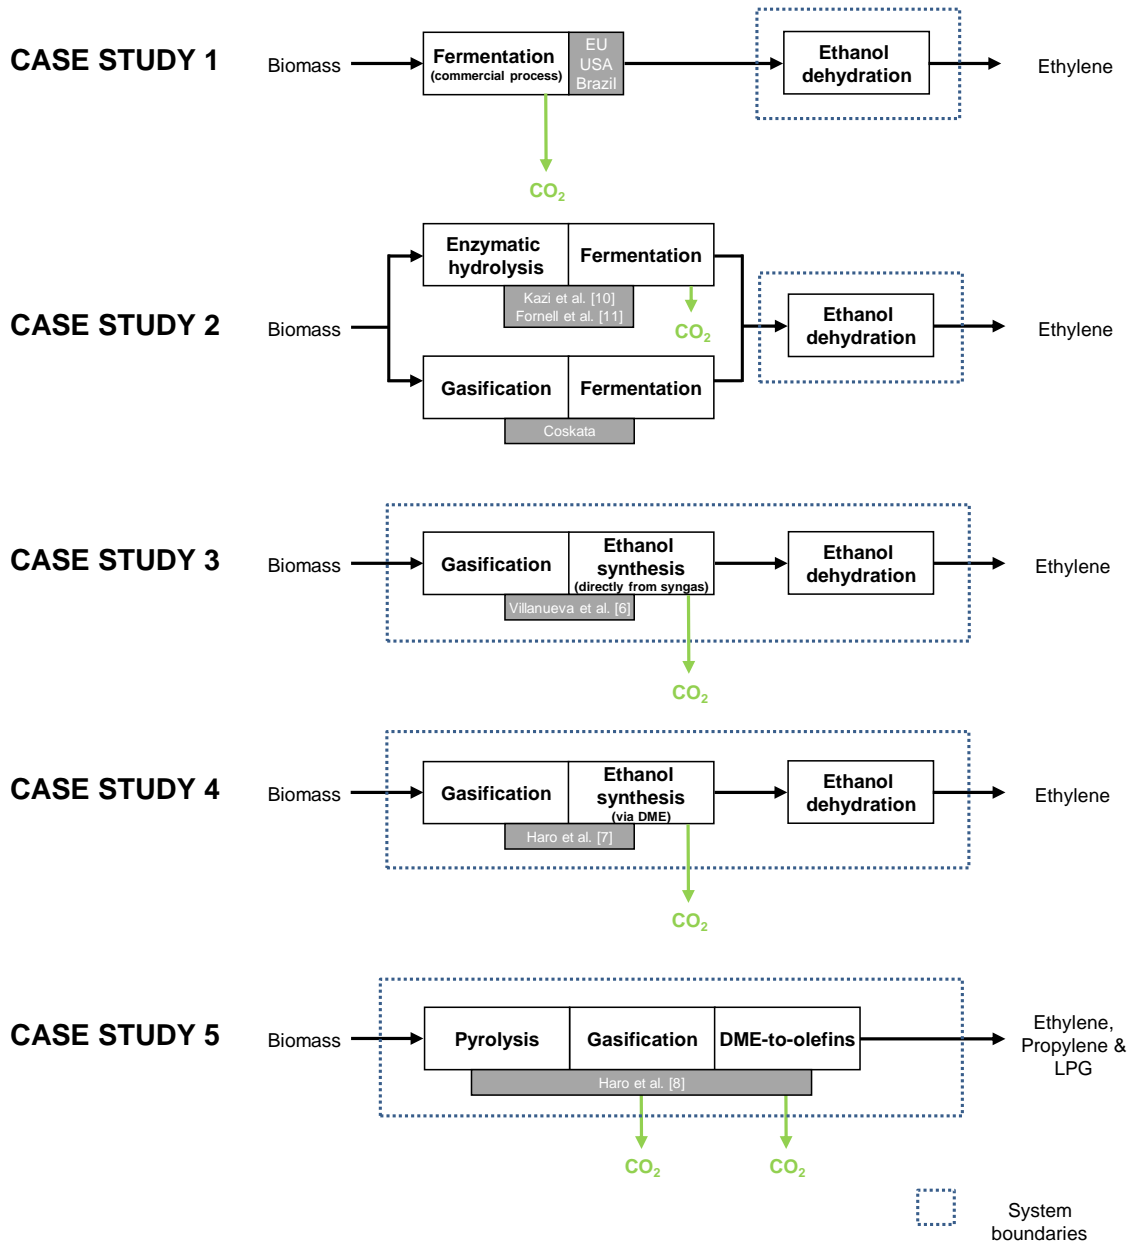 CASE STUDY 1
Biomass
Fermentation
(commercial process)
EU
USA
Brazil
Ethanol
dehydration
Ethylene
CO₂
CASE STUDY 2
Biomass
Enzymatic
hydrolysis
Fermentation
Kazi et al. [10]
Fornell et al. [11]
CO₂
Gasification
Fermentation
Coskata
Ethanol
dehydration
Ethylene
CASE STUDY 3
Biomass
Gasification
Ethanol
synthesis
(directly from syngas)
Villanueva et al. [6]
Ethanol
dehydration
Ethylene
CO₂
CASE STUDY 4
Biomass
Gasification
Ethanol
synthesis
(via DME)
Haro et al. [7]
Ethanol
dehydration
Ethylene
CO₂
CASE STUDY 5
Biomass
Pyrolysis
Gasification
DME-to-olefins
Haro et al. [8]
Ethylene,
Propylene &
LPG
CO₂
CO₂
System
boundaries